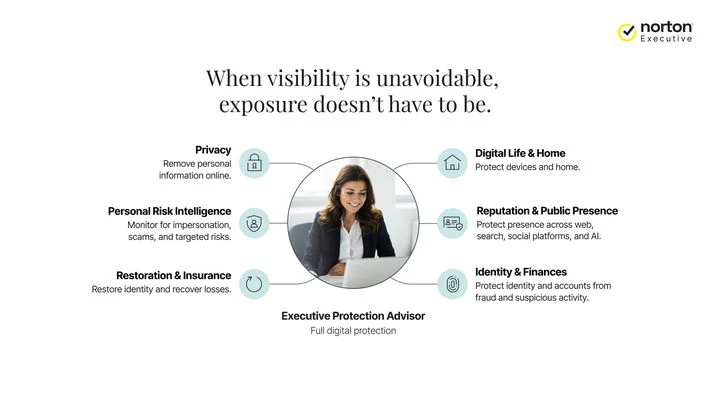 norton
Executive
When visibility is unavoidable,
exposure doesn't have to be.
Privacy
Remove personal
information online.
Personal Risk Intelligence
Monitor for impersonation,
scams, and targeted risks.
Restoration & Insurance
Restore identity and recover losses.
Digital Life & Home
Protect devices and home.
Reputation & Public Presence
Protect presence across web,
search, social platforms, and AI.
Identity & Finances
Protect identity and accounts from
fraud and suspicious activity.
Executive Protection Advisor
Full digital protection